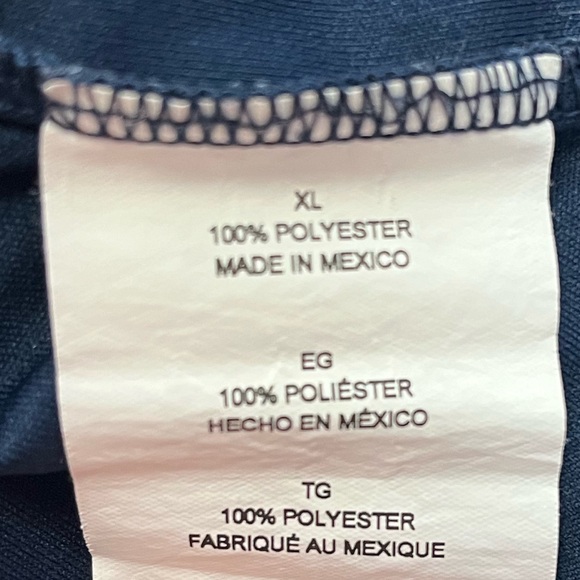 XL
100% POLYESTER
MADE IN MEXICO
EG
100% POLIÉSTER
HECHO EN MÉXICO
TG
100% POLYESTER
FABRIQUÉ AU MEXIQUE